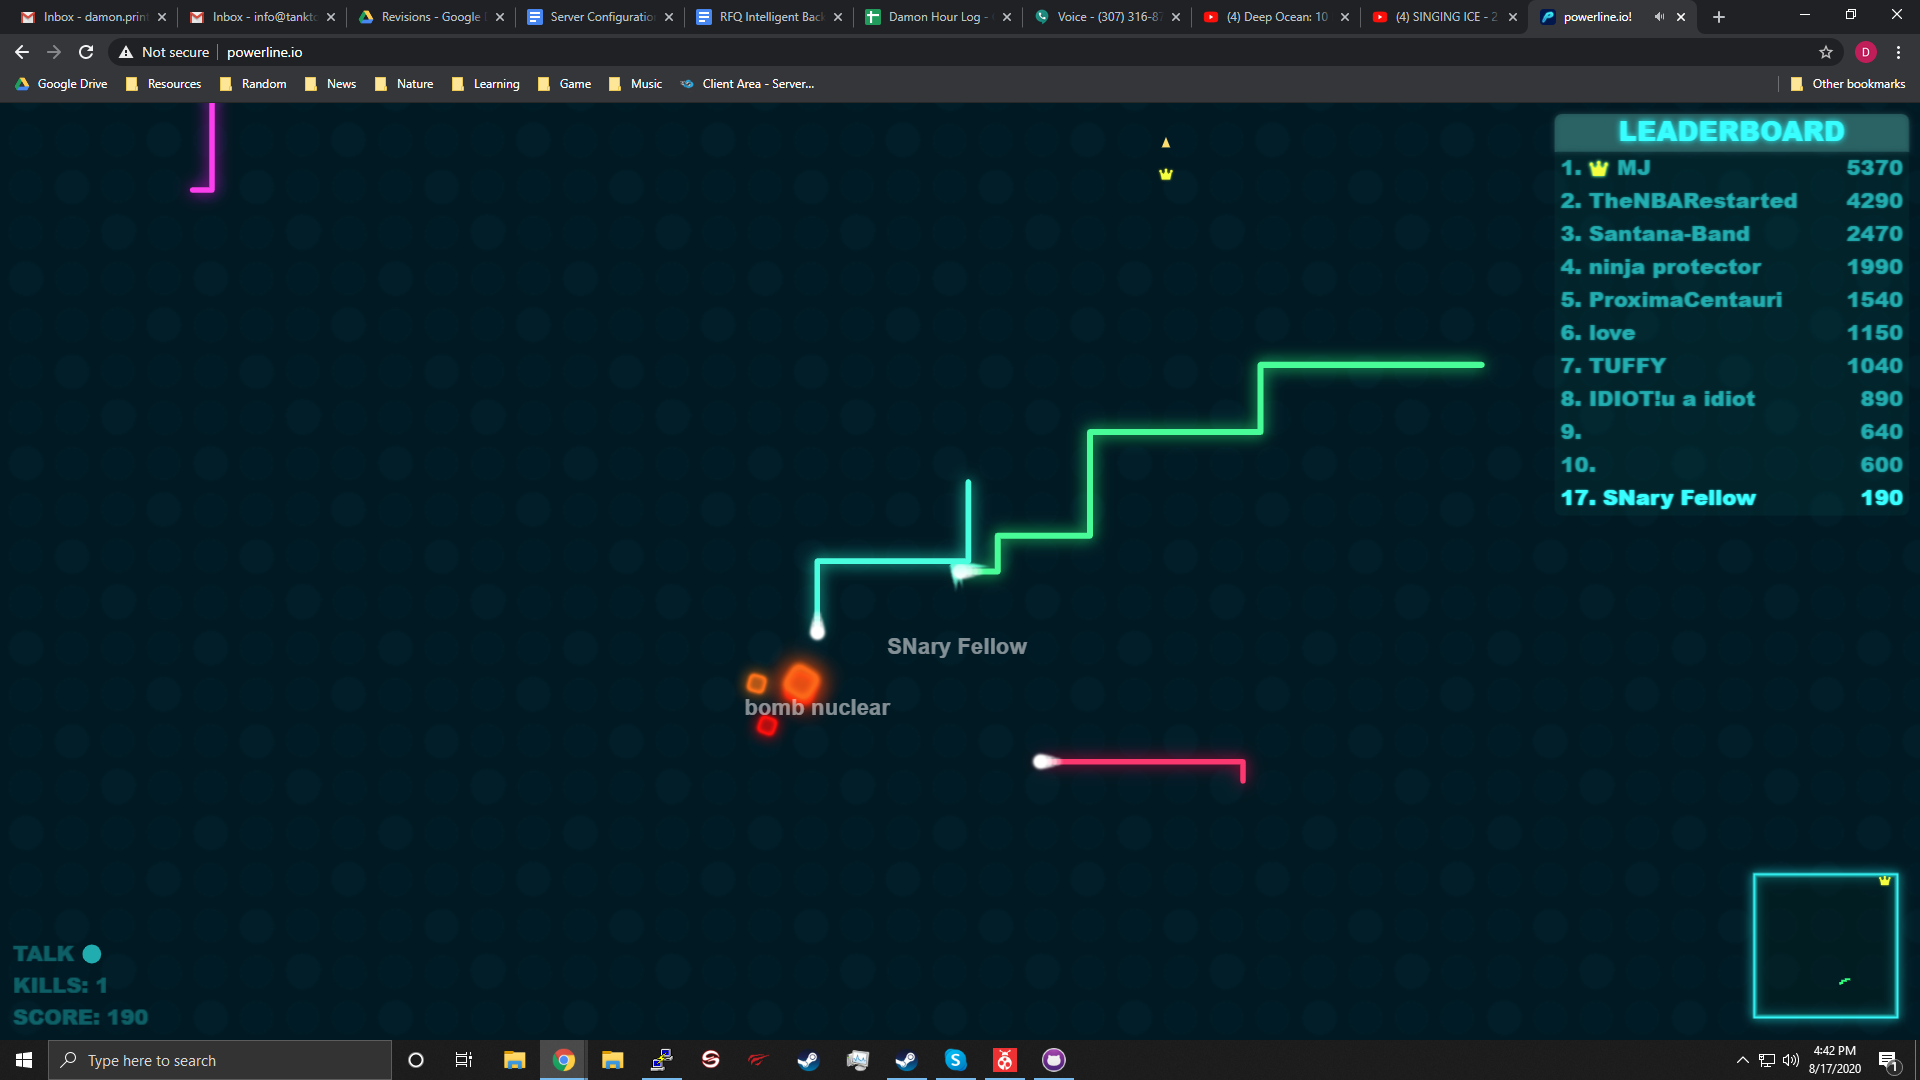 Inbox - damon.prin
Inbox - info@tankt
Revisions - Google
Server Configuratio
RFQ Intelligent Back
Damon Hour Log -
Voice - (307) 316-87
(4) Deep Ocean: 10
(4) SINGING ICE - 2
powerline.io!
Not secure
powerline.io
D
Google Drive
Resources
Random
News
Nature
Learning
Game
Music
Client Area - Server...
Other bookmarks
LEADERBOARD
1. MJ 5370
2. TheNBARestarted 4290
3. Santana-Band 2470
4. ninja protector 1990
5. ProximaCentauri 1540
6. love 1150
7. TUFFY 1040
8. IDIOT!u a idiot 890
9. 640
10. 600
17. SNary Fellow 190
SNary Fellow
bomb nuclear
TALK
KILLS: 1
SCORE: 190
Type here to search
4:42 PM
8/17/2020
1